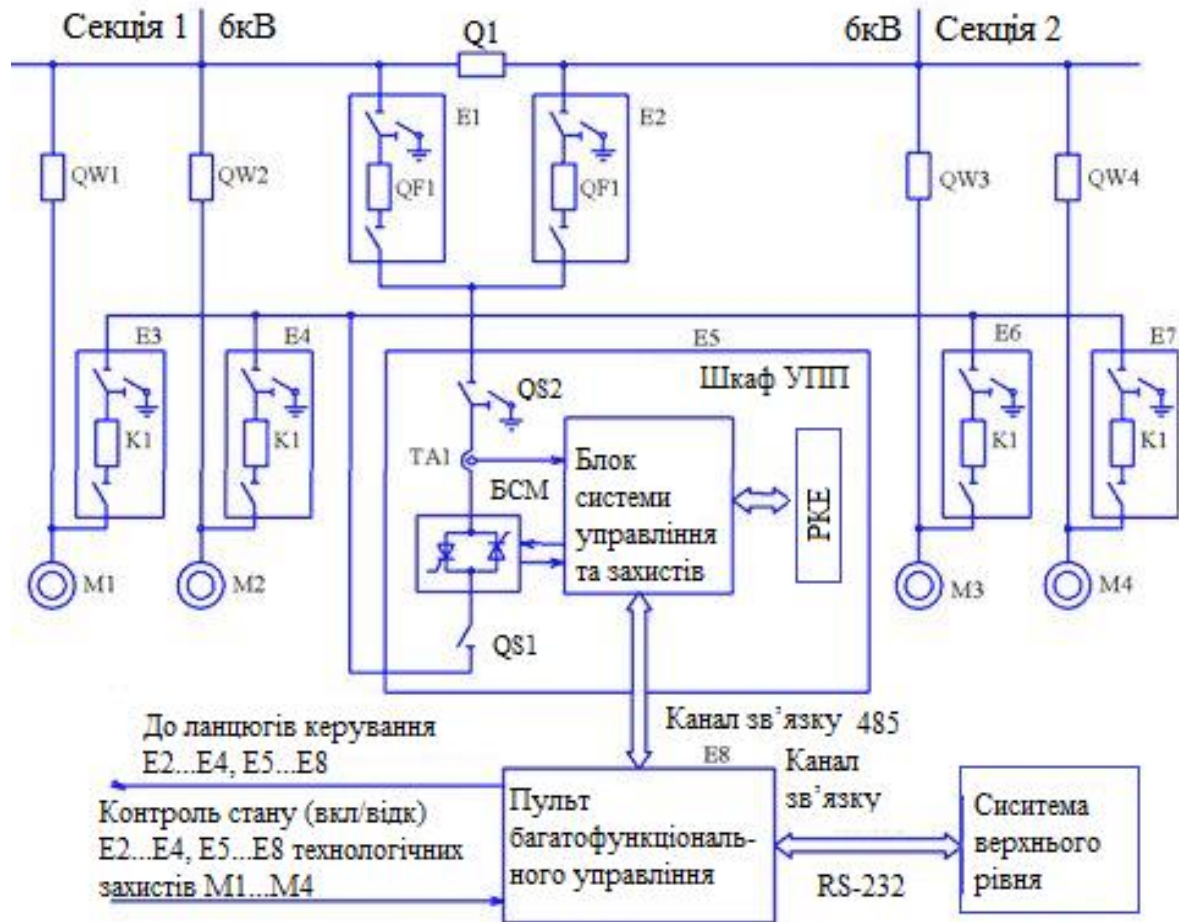 Секція 1
6кВ
Q1
6кВ
Секція 2
E1
E2
QW1
QW2
QF1
QF1
QW3
QW4
E3
E4
E5
E6
E7
Шкаф УПП
QS2
K1
K1
K1
K1
TA1
БСМ
Блок
системи
управління
та захистів
РКЕ
M1
M2
M3
M4
QS1
До ланцюгів керування
E2...E4, E5...E8
Канал зв’язку 485
E8
Канал
зв’язку
Контроль стану (вкл/відк)
E2...E4, E5...E8 технологічних
захистів M1...M4
Пульт
багатофункціональ-
ного управління
RS-232
Сиситема
верхнього
рівня